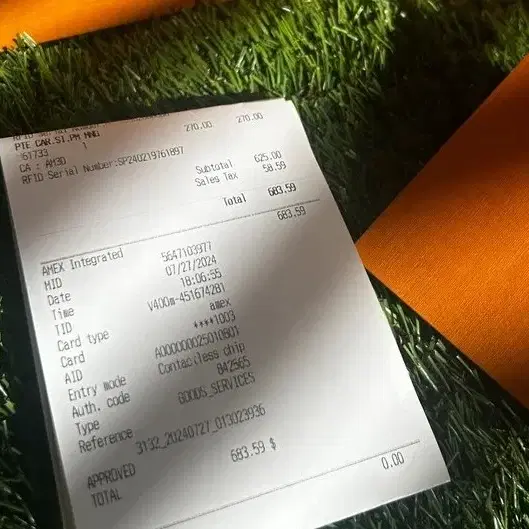 270.00 270.00
PTE CAR.SI.PM MNG
361733 1
CA : AM3D
RFID Serial Number:SP240219761897
Subtotal 625.00
Sales Tax 58.59
Total 683.59
683.59
AMEX Integrated
MID 5647103977
Date 07/27/2024
Time 18:06:55
TID V400m-451674281
Card type amex
Card ****1003
AID A000000025010801
Entry mode Contactless chip
Auth. code 842565
Type GOODS_SERVICES
Reference 3132_20240727_013023936
APPROVED
TOTAL 683.59 $
0.00